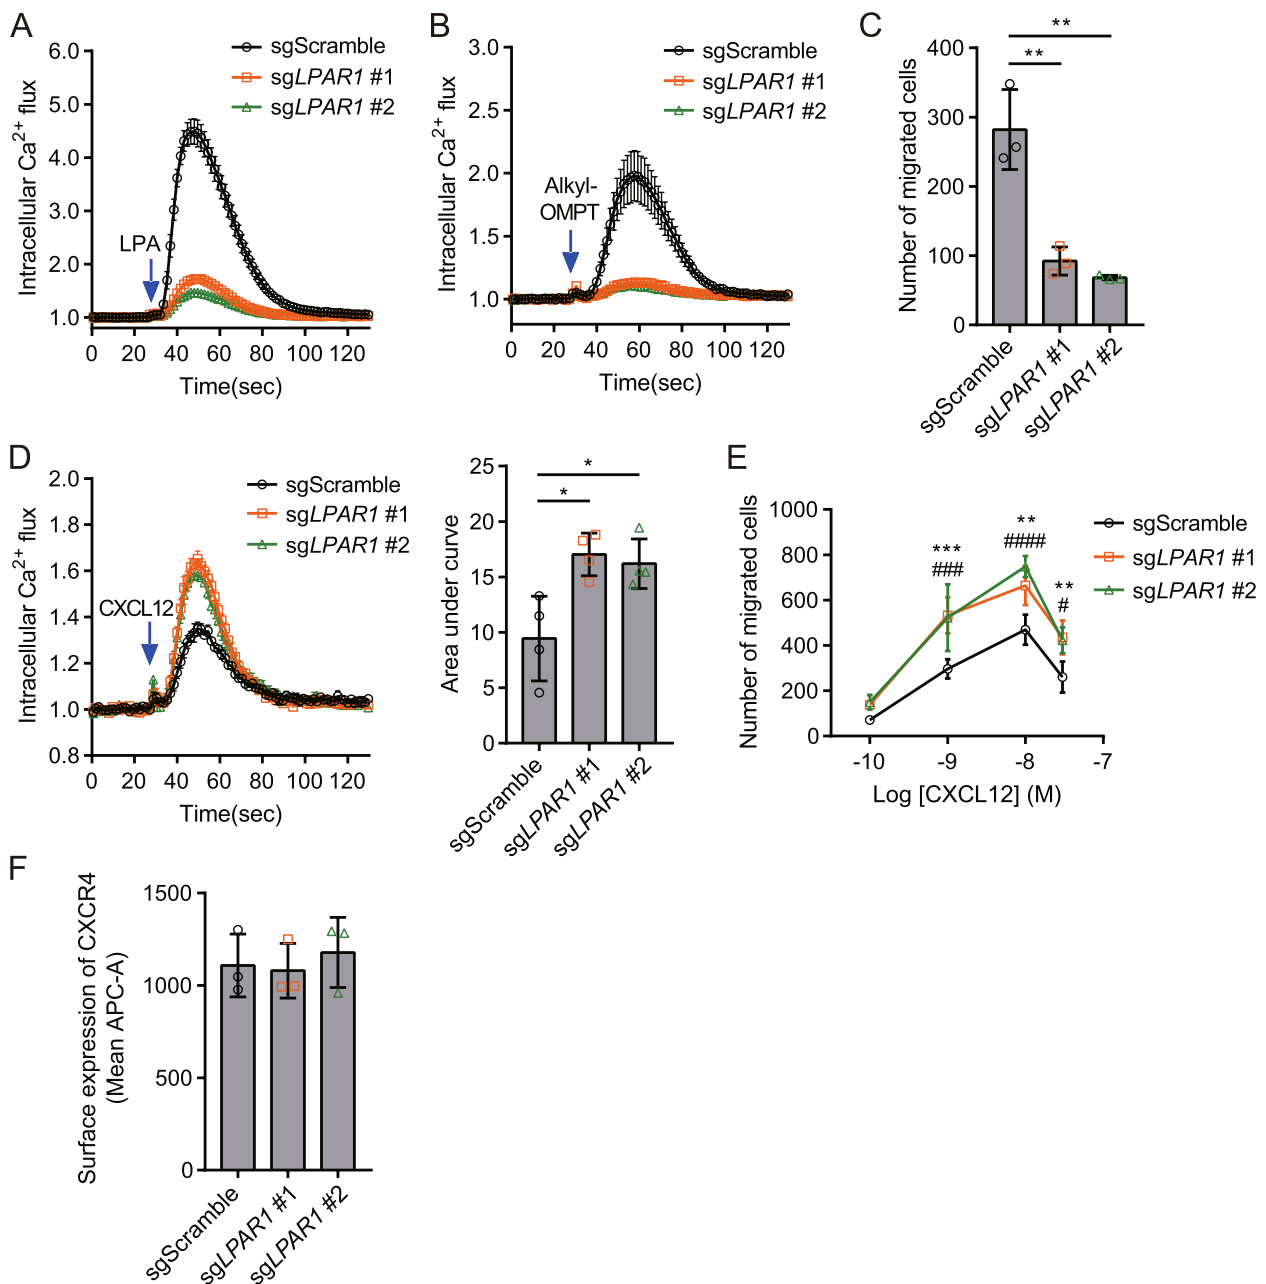 A
Intracellular Ca2+ flux
6.0
5.0
4.0
3.0
2.0
1.0
LPA
sgScramble
sgLPAR1 #1
sgLPAR1 #2
0 20 40 60 80 100 120
Time(sec)
B
Intracellular Ca2+ flux
3.0
2.5
2.0
1.5
1.0
Alkyl-
OMPT
sgScramble
sgLPAR1 #1
sgLPAR1 #2
0 20 40 60 80 100 120
Time(sec)
C
Number of migrated cells
400
300
200
100
0
**
**
sgScramble
sgLPAR1 #1
sgLPAR1 #2
D
Intracellular Ca2+ flux
2.0
1.8
1.6
1.4
1.2
1.0
0.8
CXCL12
sgScramble
sgLPAR1 #1
sgLPAR1 #2
0 20 40 60 80 100 120
Time(sec)
Area under curve
25
20
15
10
5
0
*
*
sgScramble
sgLPAR1 #1
sgLPAR1 #2
E
Number of migrated cells
1000
800
600
400
200
0
***
###
**
####
**
#
sgScramble
sgLPAR1 #1
sgLPAR1 #2
-10 -9 -8 -7
Log [CXCL12] (M)
F
Surface expression of CXCR4
(Mean APC-A)
1500
1000
500
0
sgScramble
sgLPAR1 #1
sgLPAR1 #2